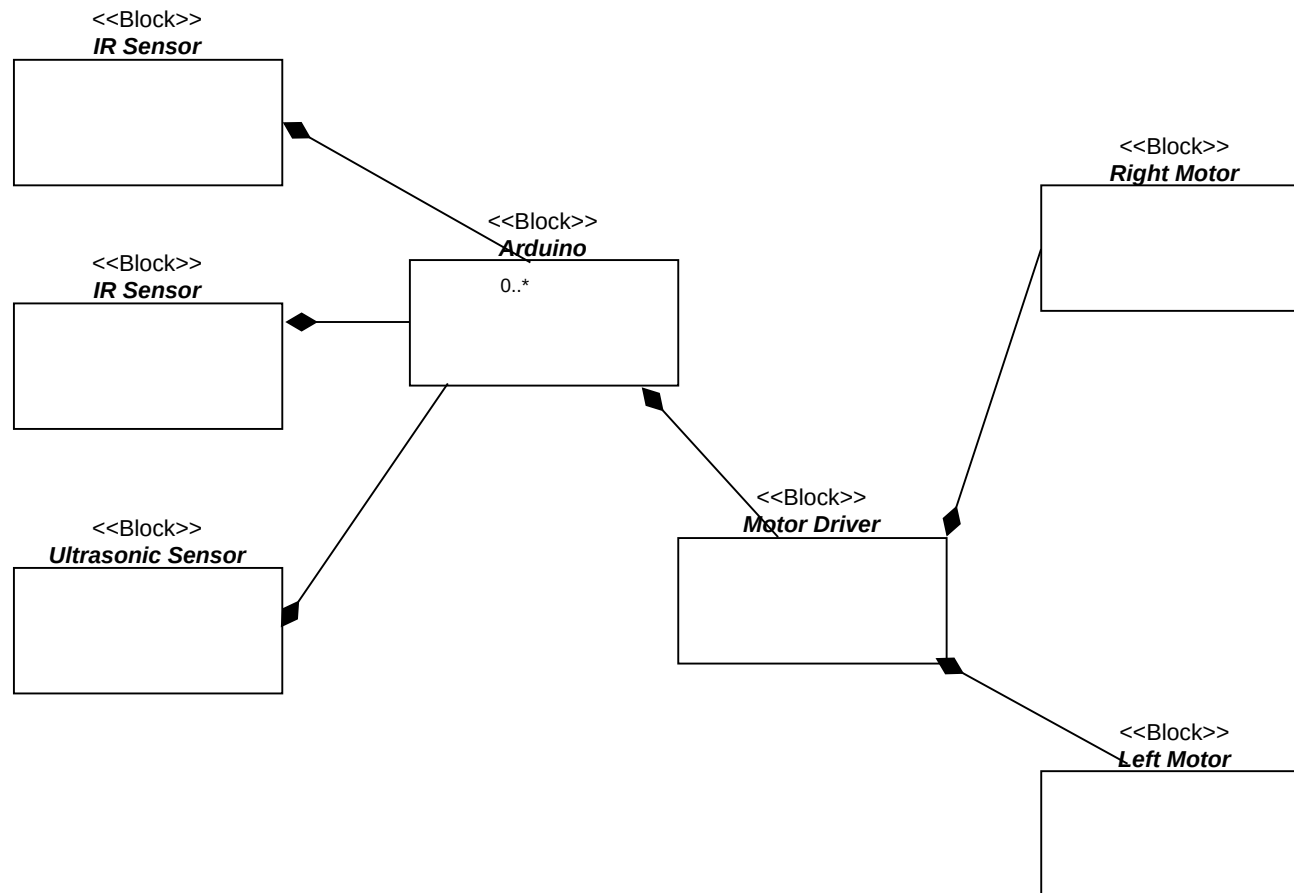 <<Block>>
IR Sensor
<<Block>>
Right Motor
<<Block>>
Arduino
0..*
<<Block>>
IR Sensor
<<Block>>
Motor Driver
<<Block>>
Ultrasonic Sensor
<<Block>>
Left Motor